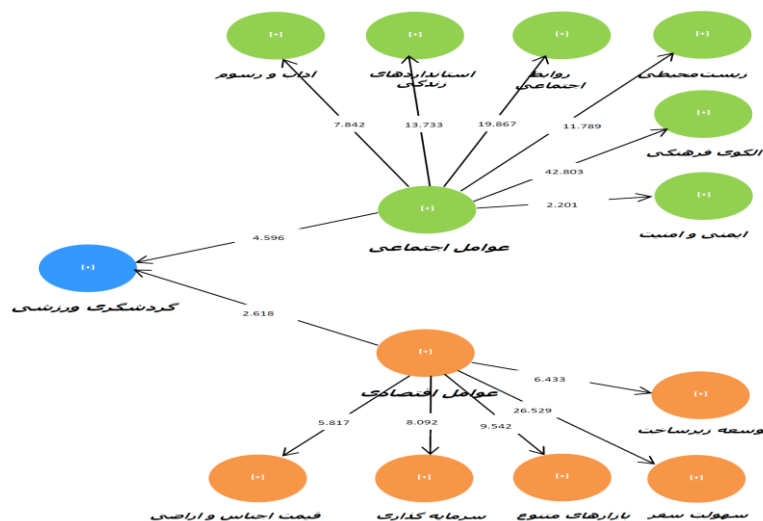 [+] [+] [+] [+]
اداب و رسوم
استانداردهای
زندگی
روابط
اجتماعی
زیست‌محیطی
7.842
13.733
19.867
11.789
[+]
الگوی فرهنگی
42.803
[+]
[+]
2.201
ایمنی و امنیت
عوامل اجتماعی
4.596
[+]
گردشگری ورزشی
2.618
[+]
عوامل اقتصادی
6.433
[+]
توسعه زیرساخت
5.817
8.092
9.542
26.529
[+] [+] [+] [+]
قیمت اجناس و اراضی
سرمایه گذاری
بازارهای متنوع
سهولت سفر